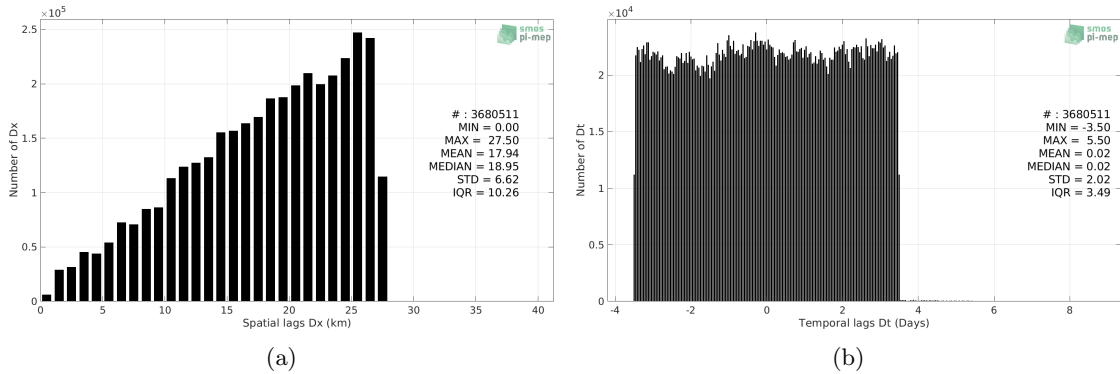 ×10⁵
2.5
2
1.5
1
0.5
0
0 5 10 15 20 25 30 35 40
Number of Dx
Spatial lags Dx (km)
smos
pi-mep
# : 3680511
MIN = 0.00
MAX = 27.50
MEAN = 17.94
MEDIAN = 18.95
STD = 6.62
IQR = 10.26
(a)
×10⁴
2
1.5
1
0.5
0
-4 -2 0 2 4 6 8
Number of Dt
Temporal lags Dt (Days)
smos
pi-mep
# : 3680511
MIN = -3.50
MAX = 5.50
MEAN = 0.02
MEDIAN = 0.02
STD = 2.02
IQR = 3.49
(b)